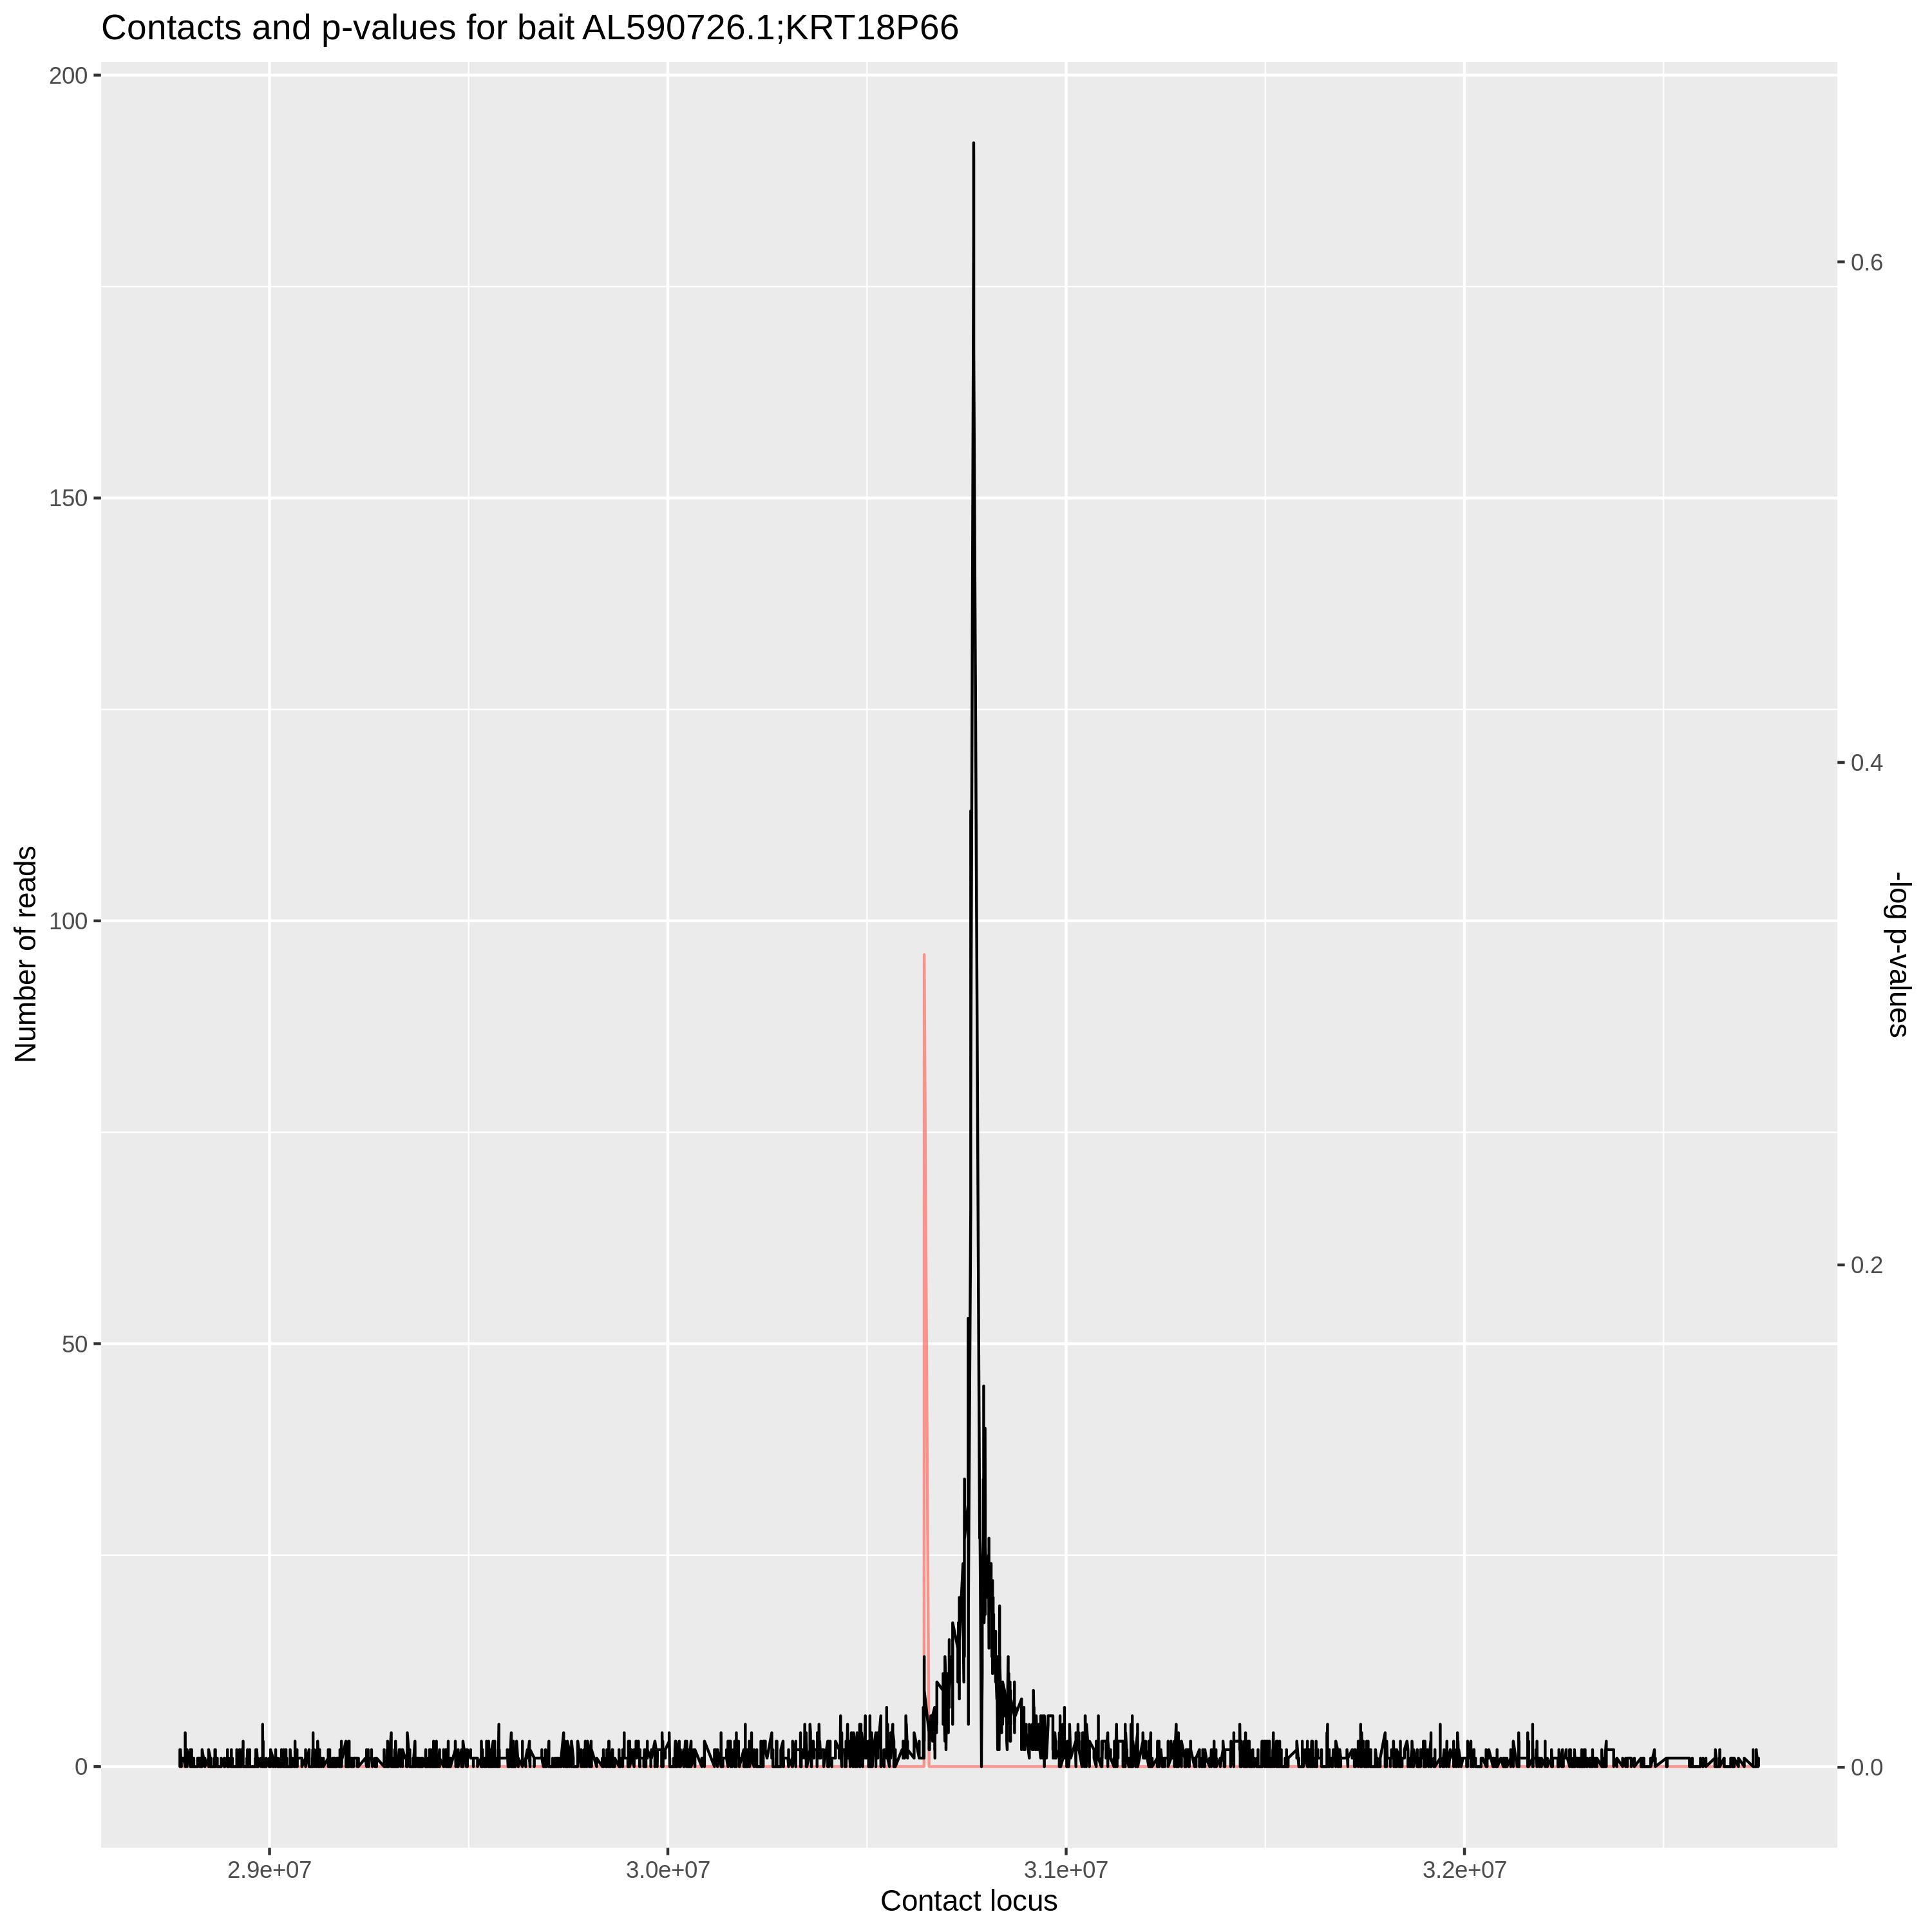 Contacts and p-values for bait AL590726.1;KRT18P66
200
150
100
50
0
Number of reads
0.6
0.4
0.2
0.0
-log p-values
2.9e+07 3.0e+07 3.1e+07 3.2e+07
Contact locus